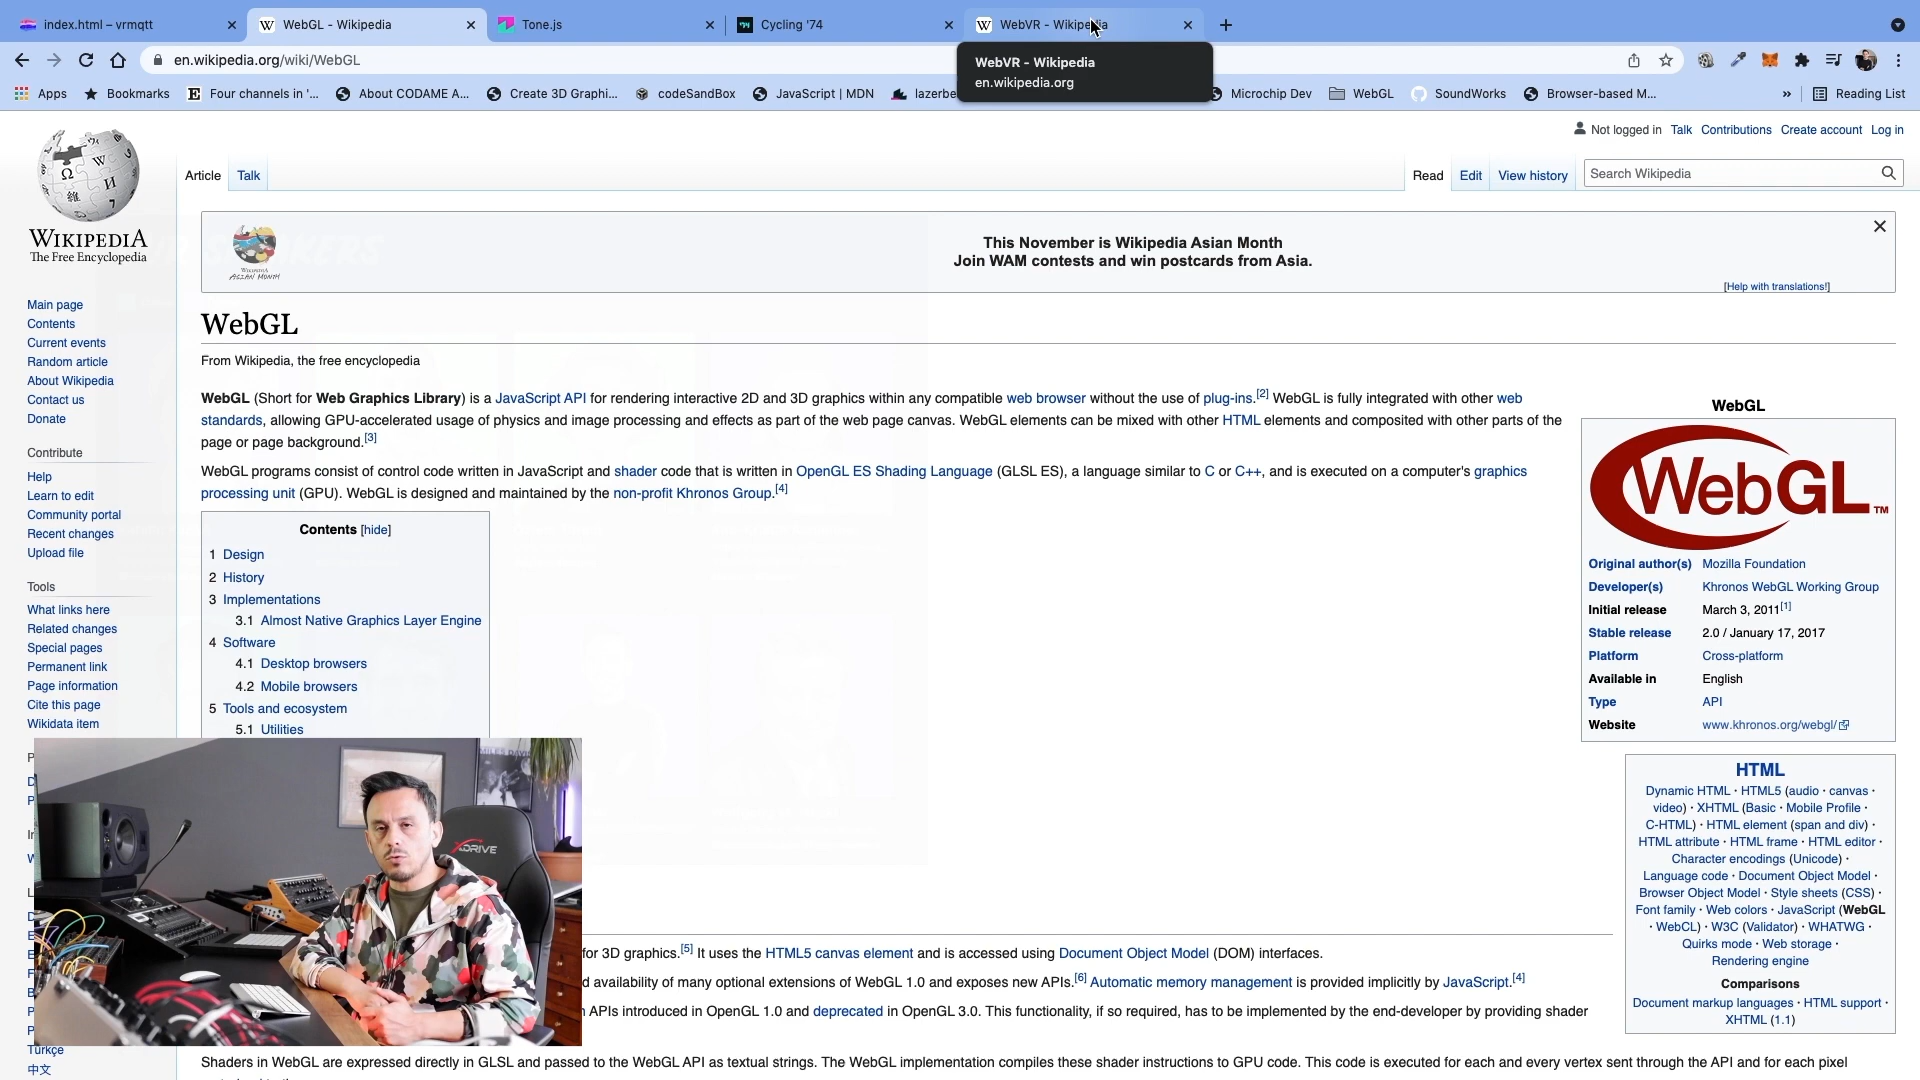 index.html – vrmqtt
WebGL - Wikipedia
Tone.js
Cycling '74
WebVR - Wikipedia
en.wikipedia.org/wiki/WebGL
WebVR - Wikipedia
en.wikipedia.org
Apps
Bookmarks
Four channels in '...
About CODAME A...
Create 3D Graphi...
codeSandBox
JavaScript | MDN
lazerbe
Microchip Dev
WebGL
SoundWorks
Browser-based M...
»
Reading List
Not logged in Talk Contributions Create account Log in
Article Talk
Read Edit View history
Search Wikipedia
WIKIPEDIA
The Free Encyclopedia
WIKIPEDIA
ASIAN MONTH
This November is Wikipedia Asian Month
Join WAM contests and win postcards from Asia.
[Help with translations!]
Main page
Contents
Current events
Random article
About Wikipedia
Contact us
Donate
Contribute
Help
Learn to edit
Community portal
Recent changes
Upload file
Tools
What links here
Related changes
Special pages
Permanent link
Page information
Cite this page
Wikidata item
Türkçe
中文
WebGL
From Wikipedia, the free encyclopedia
WebGL (Short for Web Graphics Library) is a JavaScript API for rendering interactive 2D and 3D graphics within any compatible web browser without the use of plug-ins.[2] WebGL is fully integrated with other web
standards, allowing GPU-accelerated usage of physics and image processing and effects as part of the web page canvas. WebGL elements can be mixed with other HTML elements and composited with other parts of the
page or page background.[3]
WebGL programs consist of control code written in JavaScript and shader code that is written in OpenGL ES Shading Language (GLSL ES), a language similar to C or C++, and is executed on a computer's graphics
processing unit (GPU). WebGL is designed and maintained by the non-profit Khronos Group.[4]
Contents [hide]
1 Design
2 History
3 Implementations
3.1 Almost Native Graphics Layer Engine
4 Software
4.1 Desktop browsers
4.2 Mobile browsers
5 Tools and ecosystem
5.1 Utilities
WebGL
WebGL™
Original author(s) Mozilla Foundation
Developer(s) Khronos WebGL Working Group
Initial release March 3, 2011[1]
Stable release 2.0 / January 17, 2017
Platform Cross-platform
Available in English
Type API
Website www.khronos.org/webgl/
HTML
Dynamic HTML · HTML5 (audio · canvas ·
video) · XHTML (Basic · Mobile Profile ·
C-HTML) · HTML element (span and div) ·
HTML attribute · HTML frame · HTML editor ·
Character encodings (Unicode) ·
Language code · Document Object Model ·
Browser Object Model · Style sheets (CSS) ·
Font family · Web colors · JavaScript (WebGL
· WebCL) · W3C (Validator) · WHATWG ·
Quirks mode · Web storage ·
Rendering engine
Comparisons
Document markup languages · HTML support ·
XHTML (1.1)
MILES DAVIS
XDRIVE
for 3D graphics.[5] It uses the HTML5 canvas element and is accessed using Document Object Model (DOM) interfaces.
d availability of many optional extensions of WebGL 1.0 and exposes new APIs.[6] Automatic memory management is provided implicitly by JavaScript.[4]
APIs introduced in OpenGL 1.0 and deprecated in OpenGL 3.0. This functionality, if so required, has to be implemented by the end-developer by providing shader
Shaders in WebGL are expressed directly in GLSL and passed to the WebGL API as textual strings. The WebGL implementation compiles these shader instructions to GPU code. This code is executed for each and every vertex sent through the API and for each pixel